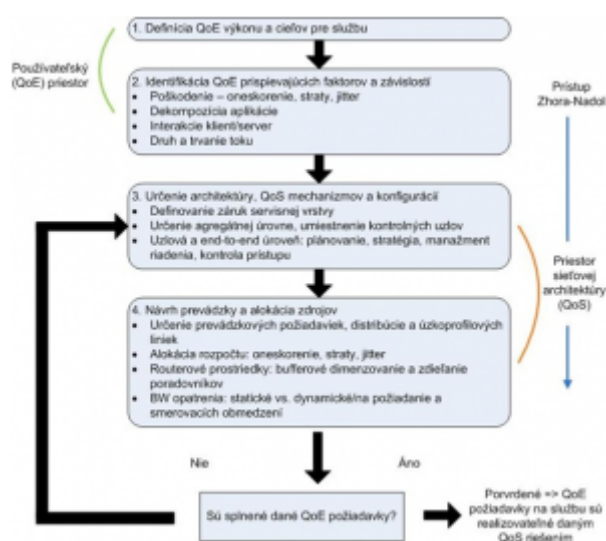 1. Definícia QoE výkonu a cieľov pre službu
Používateľský
(QoE) priestor
2. Identifikácia QoE prispievajúcich faktorov a závislostí
• Poškodenie – oneskorenie, straty, jitter
• Dekompozícia aplikácie
• Interakcie klient/server
• Druh a trvanie toku
Prístup
Zhora-Nadol
3. Určenie architektúry, QoS mechanizmov a konfigurácií
• Definovanie záruk servisnej vrstvy
• Určenie agregátnej úrovne, umiestnenie kontrolných uzlov
• Uzlová a end-to-end úroveň: plánovanie, stratégia, manažment
riadenia, kontrola prístupu
Priestor
sieťovej
architektúry
(QoS)
4. Návrh prevádzky a alokácia zdrojov
• Určenie prevádzkových požiadaviek, distribúcie a úzkoprofilových
liniek
• Alokácia rozpočtu: oneskorenie, straty, jitter
• Routerové prostriedky: bufferové dimenzovanie a zdieľanie
poradovníkov
• BW opatrenia: statické vs. dynamické/na požiadanie a
smerovacích obmedzení
Nie
Áno
Sú splnené dané QoE požiadavky?
Porvrdené => QoE
požiadavky na službu sú
realizovateľné daným
QoS riešením